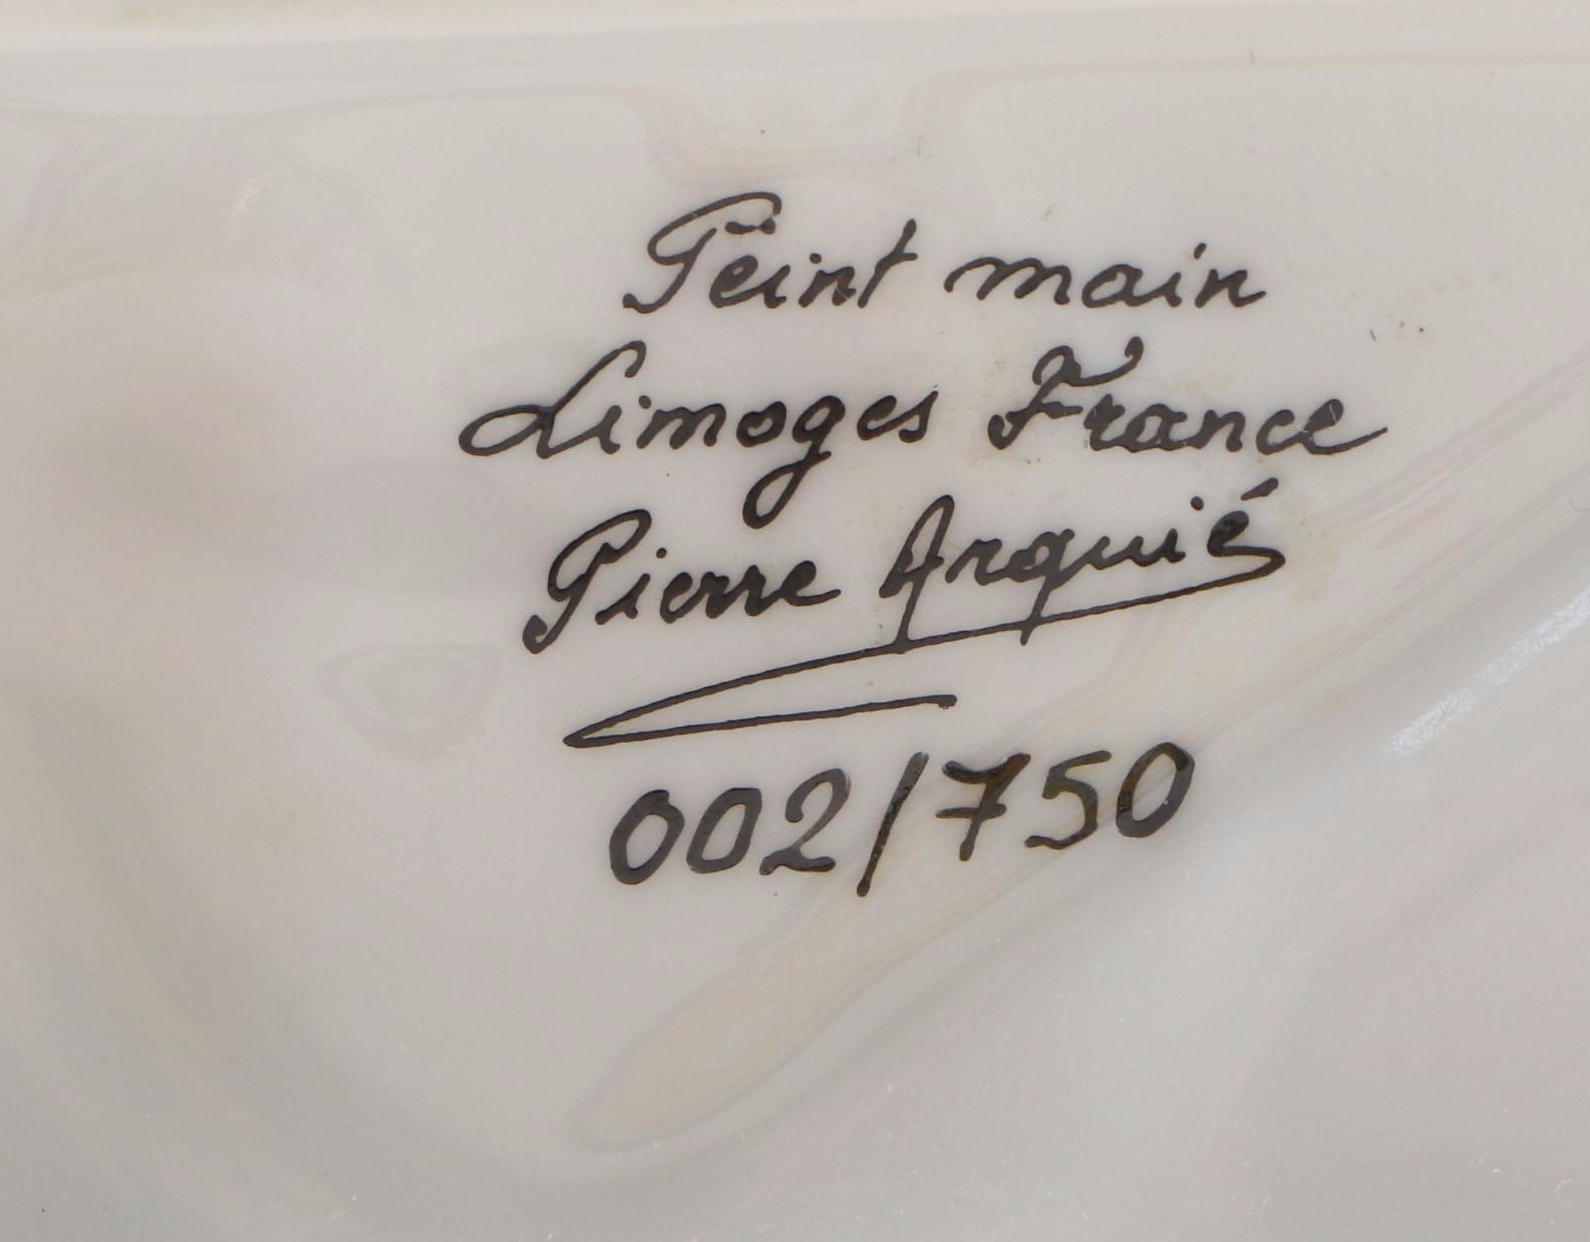 Peint main
Limoges France
Pierre Arquié
002/750